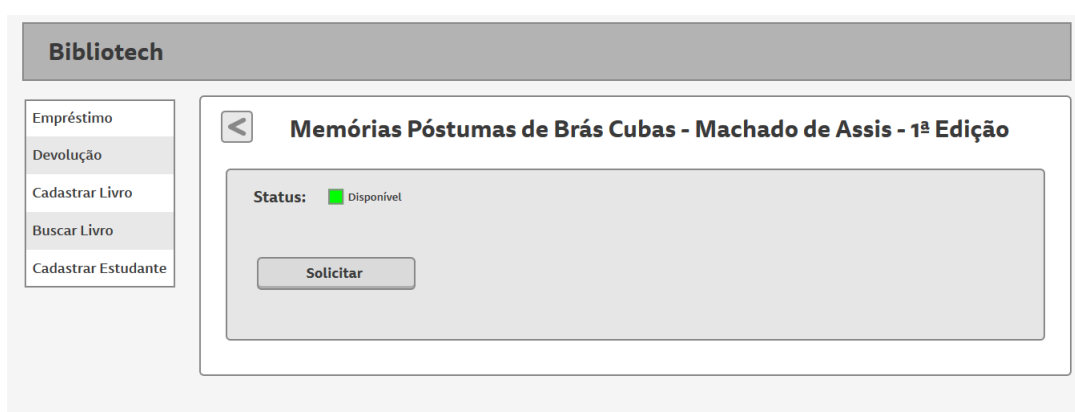 Bibliotech
Empréstimo
Devolução
Cadastrar Livro
Buscar Livro
Cadastrar Estudante
<
Memórias Póstumas de Brás Cubas - Machado de Assis - 1ª Edição
Status:
Disponível
Solicitar